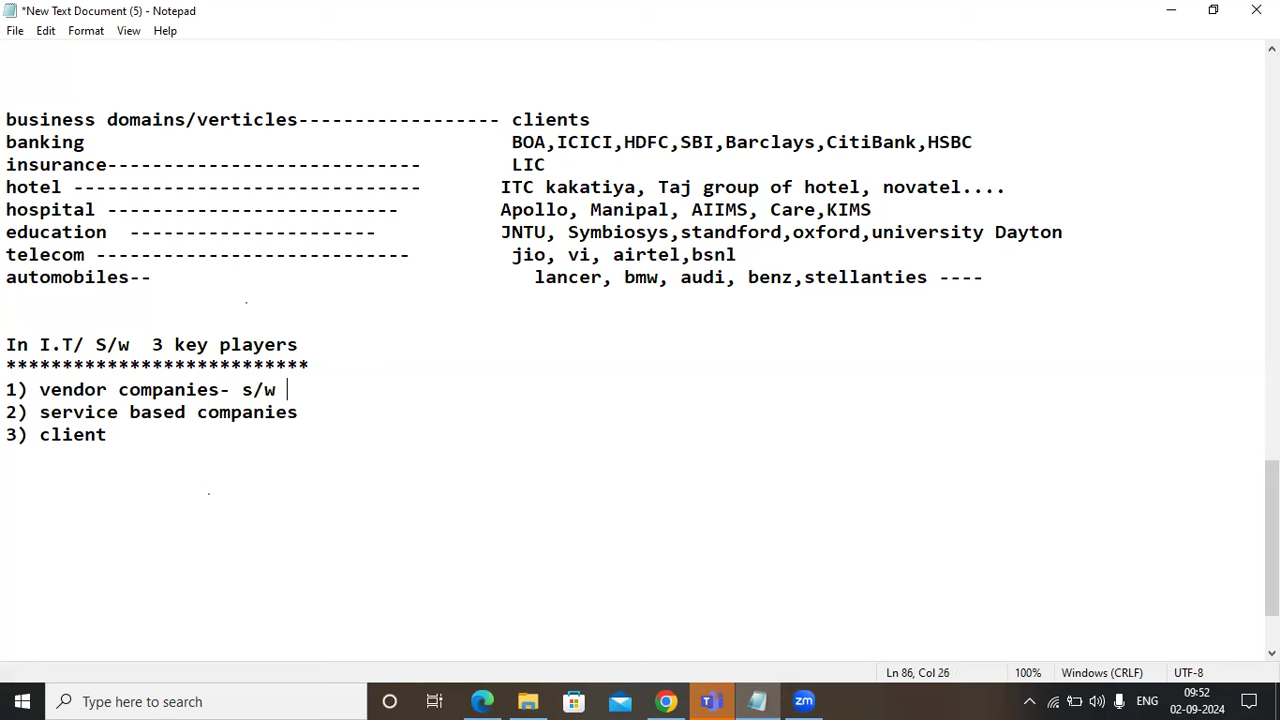 *New Text Document (5) - Notepad
File Edit Format View Help
business domains/verticles------------------ clients
banking BOA,ICICI,HDFC,SBI,Barclays,CitiBank,HSBC
insurance---------------------------- LIC
hotel ------------------------------- ITC kakatiya, Taj group of hotel, novatel....
hospital -------------------------- Apollo, Manipal, AIIMS, Care,KIMS
education ---------------------- JNTU, Symbiosys,standford,oxford,university Dayton
telecom ---------------------------- jio, vi, airtel,bsnl
automobiles-- lancer, bmw, audi, benz,stellanties ----
In I.T/ S/w 3 key players
***************************
1) vendor companies- s/w
2) service based companies
3) client
Ln 86, Col 26 100% Windows (CRLF) UTF-8
Type here to search zm ENG 09:52
02-09-2024